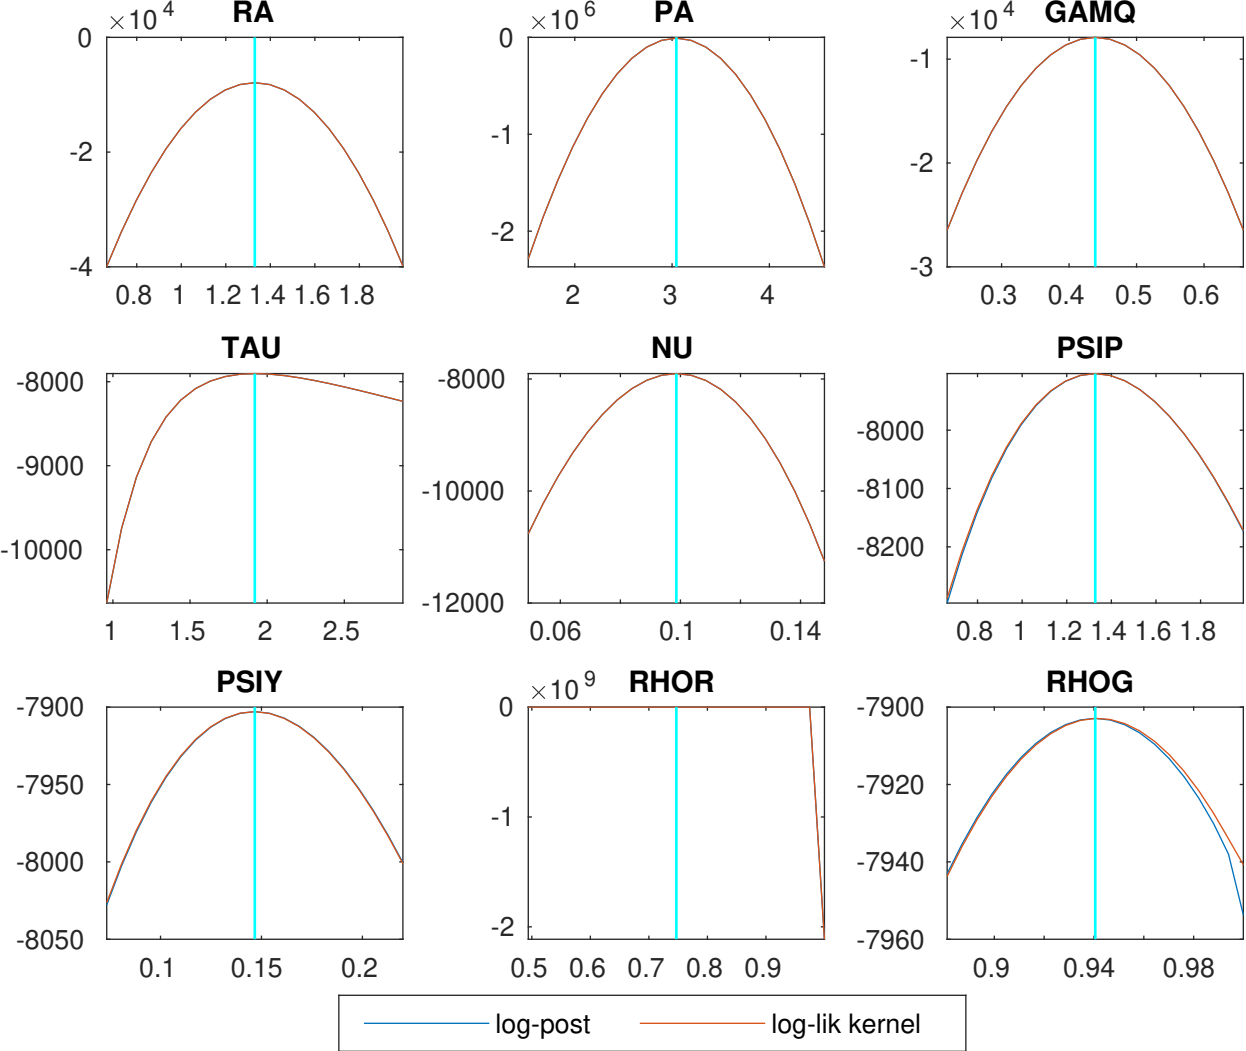 RA PA GAMQ
×10 4 ×10 6 ×10 4
0 0 -1
-2 -1 -2
-4 -2 -3
0.8 1 1.2 1.4 1.6 1.8 2 3 4 0.3 0.4 0.5 0.6
TAU NU PSIP
-8000 -8000 -8000
-9000 -10000 -8100
-10000 -12000 -8200
1 1.5 2 2.5 0.06 0.1 0.14 0.8 1 1.2 1.4 1.6 1.8
PSIY RHOR RHOG
×10 9
-7900 0 -7900
-7950 -1 -7920
-8000 -2 -7940
-8050 -7960
0.1 0.15 0.2 0.5 0.6 0.7 0.8 0.9 0.9 0.94 0.98
log-post log-lik kernel